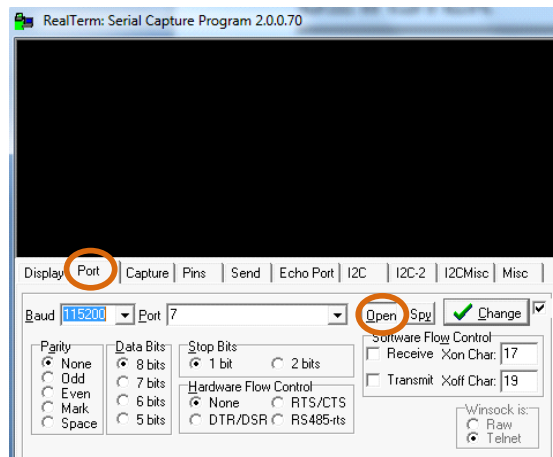 RealTerm: Serial Capture Program 2.0.0.70
Display Port Capture Pins Send Echo Port I2C I2C-2 I2CMisc Misc
Baud 115200 Port 7 Open Spy Change
Parity
None
Odd
Even
Mark
Space
Data Bits
8 bits
7 bits
6 bits
5 bits
Stop Bits
1 bit 2 bits
Hardware Flow Control
None RTS/CTS
DTR/DSR RS485-rts
Software Flow Control
Receive Xon Char: 17
Transmit Xoff Char: 19
Winsock is:
Raw
Telnet